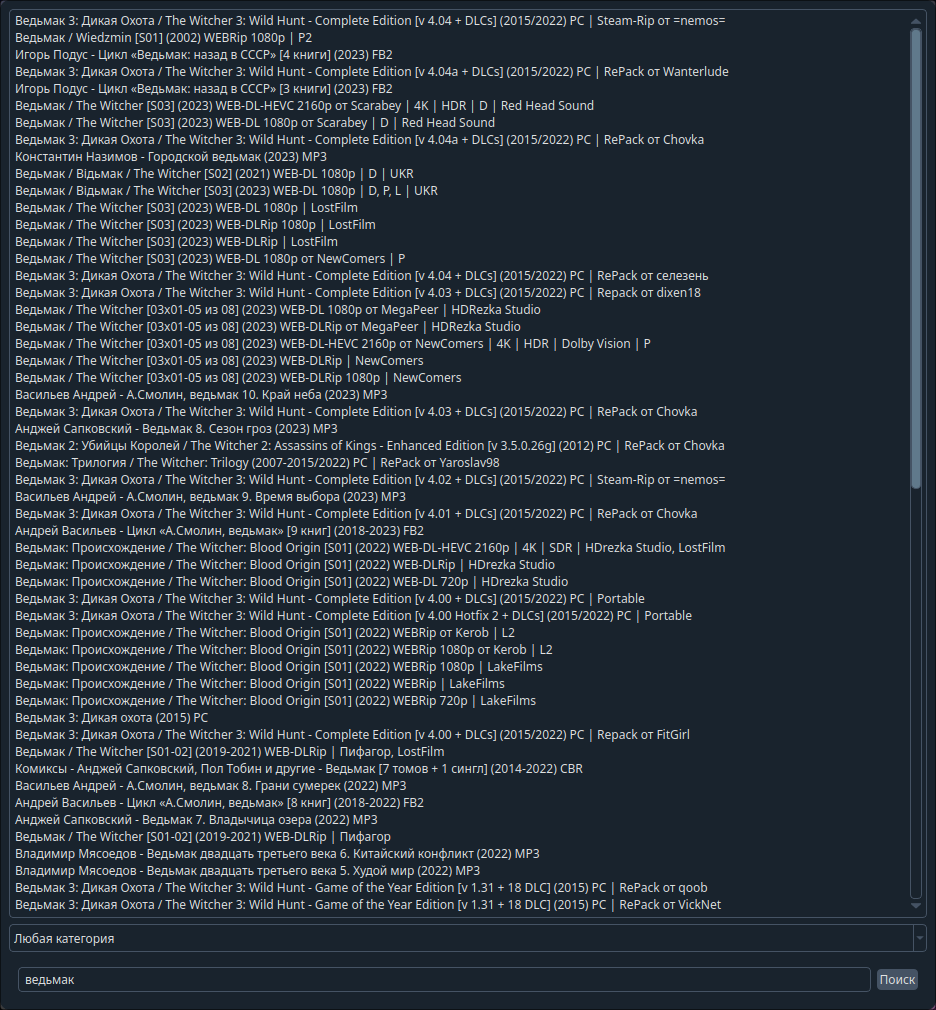 Ведьмак 3: Дикая Охота / The Witcher 3: Wild Hunt - Complete Edition [v 4.04 + DLCs] (2015/2022) PC | Steam-Rip от =nemos=
Ведьмак / Wiedzmin [S01] (2002) WEBRip 1080p | P2
Игорь Подус - Цикл «Ведьмак: назад в СССР» [4 книги] (2023) FB2
Ведьмак 3: Дикая Охота / The Witcher 3: Wild Hunt - Complete Edition [v 4.04a + DLCs] (2015/2022) PC | RePack от Wanterlude
Игорь Подус - Цикл «Ведьмак: назад в СССР» [3 книги] (2023) FB2
Ведьмак / The Witcher [S03] (2023) WEB-DL-HEVC 2160p от Scarabey | 4K | HDR | D | Red Head Sound
Ведьмак / The Witcher [S03] (2023) WEB-DL 1080p от Scarabey | D | Red Head Sound
Ведьмак 3: Дикая Охота / The Witcher 3: Wild Hunt - Complete Edition [v 4.04a + DLCs] (2015/2022) PC | RePack от Chovka
Константин Назимов - Городской ведьмак (2023) MP3
Ведьмак / Відьмак / The Witcher [S02] (2021) WEB-DL 1080p | D | UKR
Ведьмак / Відьмак / The Witcher [S03] (2023) WEB-DL 1080p | D, P, L | UKR
Ведьмак / The Witcher [S03] (2023) WEB-DL 1080p | LostFilm
Ведьмак / The Witcher [S03] (2023) WEB-DLRip 1080p | LostFilm
Ведьмак / The Witcher [S03] (2023) WEB-DLRip | LostFilm
Ведьмак / The Witcher [S03] (2023) WEB-DL 1080p от NewComers | P
Ведьмак 3: Дикая Охота / The Witcher 3: Wild Hunt - Complete Edition [v 4.04 + DLCs] (2015/2022) PC | RePack от селезень
Ведьмак 3: Дикая Охота / The Witcher 3: Wild Hunt - Complete Edition [v 4.03 + DLCs] (2015/2022) PC | Repack от dixen18
Ведьмак / The Witcher [03x01-05 из 08] (2023) WEB-DL 1080p от MegaPeer | HDRezka Studio
Ведьмак / The Witcher [03x01-05 из 08] (2023) WEB-DLRip от MegaPeer | HDRezka Studio
Ведьмак / The Witcher [03x01-05 из 08] (2023) WEB-DL-HEVC 2160p от NewComers | 4K | HDR | Dolby Vision | P
Ведьмак / The Witcher [03x01-05 из 08] (2023) WEB-DLRip | NewComers
Ведьмак / The Witcher [03x01-05 из 08] (2023) WEB-DLRip 1080p | NewComers
Васильев Андрей - А.Смолин, ведьмак 10. Край неба (2023) MP3
Ведьмак 3: Дикая Охота / The Witcher 3: Wild Hunt - Complete Edition [v 4.03 + DLCs] (2015/2022) PC | RePack от Chovka
Анджей Сапковский - Ведьмак 8. Сезон гроз (2023) MP3
Ведьмак 2: Убийцы Королей / The Witcher 2: Assassins of Kings - Enhanced Edition [v 3.5.0.26g] (2012) PC | RePack от Chovka
Ведьмак: Трилогия / The Witcher: Trilogy (2007-2015/2022) PC | RePack от Yaroslav98
Ведьмак 3: Дикая Охота / The Witcher 3: Wild Hunt - Complete Edition [v 4.02 + DLCs] (2015/2022) PC | Steam-Rip от =nemos=
Васильев Андрей - А.Смолин, ведьмак 9. Время выбора (2023) MP3
Ведьмак 3: Дикая Охота / The Witcher 3: Wild Hunt - Complete Edition [v 4.01 + DLCs] (2015/2022) PC | RePack от Chovka
Андрей Васильев - Цикл «А.Смолин, ведьмак» [9 книг] (2018-2023) FB2
Ведьмак: Происхождение / The Witcher: Blood Origin [S01] (2022) WEB-DL-HEVC 2160p | 4K | SDR | HDrezka Studio, LostFilm
Ведьмак: Происхождение / The Witcher: Blood Origin [S01] (2022) WEB-DLRip | HDrezka Studio
Ведьмак: Происхождение / The Witcher: Blood Origin [S01] (2022) WEB-DL 720p | HDrezka Studio
Ведьмак 3: Дикая Охота / The Witcher 3: Wild Hunt - Complete Edition [v 4.00 + DLCs] (2015/2022) PC | Portable
Ведьмак 3: Дикая Охота / The Witcher 3: Wild Hunt - Complete Edition [v 4.00 Hotfix 2 + DLCs] (2015/2022) PC | Portable
Ведьмак: Происхождение / The Witcher: Blood Origin [S01] (2022) WEBRip от Kerob | L2
Ведьмак: Происхождение / The Witcher: Blood Origin [S01] (2022) WEBRip 1080p от Kerob | L2
Ведьмак: Происхождение / The Witcher: Blood Origin [S01] (2022) WEBRip 1080p | LakeFilms
Ведьмак: Происхождение / The Witcher: Blood Origin [S01] (2022) WEBRip | LakeFilms
Ведьмак: Происхождение / The Witcher: Blood Origin [S01] (2022) WEBRip 720p | LakeFilms
Ведьмак 3: Дикая охота (2015) PC
Ведьмак 3: Дикая Охота / The Witcher 3: Wild Hunt - Complete Edition [v 4.00 + DLCs] (2015/2022) PC | Repack от FitGirl
Ведьмак / The Witcher [S01-02] (2019-2021) WEB-DLRip | Пифагор, LostFilm
Комиксы - Анджей Сапковский, Пол Тобин и другие - Ведьмак [7 томов + 1 сингл] (2014-2022) CBR
Васильев Андрей - А.Смолин, ведьмак 8. Грани сумерек (2022) MP3
Андрей Васильев - Цикл «А.Смолин, ведьмак» [8 книг] (2018-2022) FB2
Анджей Сапковский - Ведьмак 7. Владычица озера (2022) MP3
Ведьмак / The Witcher [S01-02] (2019-2021) WEB-DLRip | Пифагор
Владимир Мясоедов - Ведьмак двадцать третьего века 6. Китайский конфликт (2022) MP3
Владимир Мясоедов - Ведьмак двадцать третьего века 5. Худой мир (2022) MP3
Ведьмак 3: Дикая Охота / The Witcher 3: Wild Hunt - Game of the Year Edition [v 1.31 + 18 DLC] (2015) PC | RePack от qoob
Ведьмак 3: Дикая Охота / The Witcher 3: Wild Hunt - Game of the Year Edition [v 1.31 + 18 DLC] (2015) PC | RePack от VickNet
Любая категория
ведьмак
Поиск